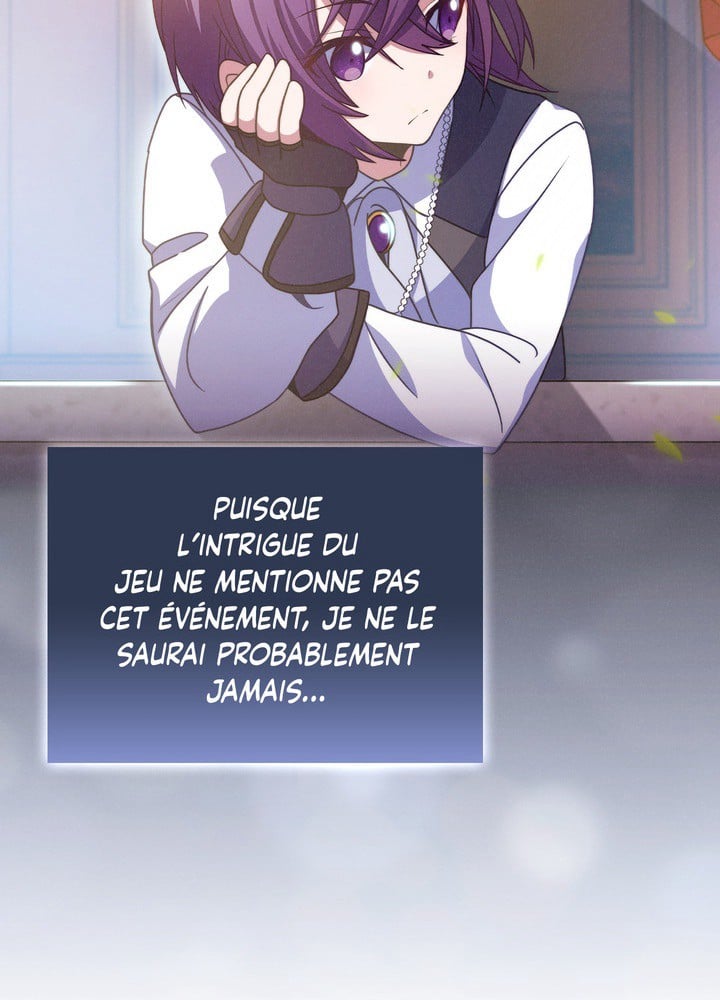 PUISQUE
L'INTRIGUE DU
JEU NE MENTIONNE PAS
CET ÉVÉNEMENT, JE NE LE
SAURAI PROBABLEMENT
JAMAIS...